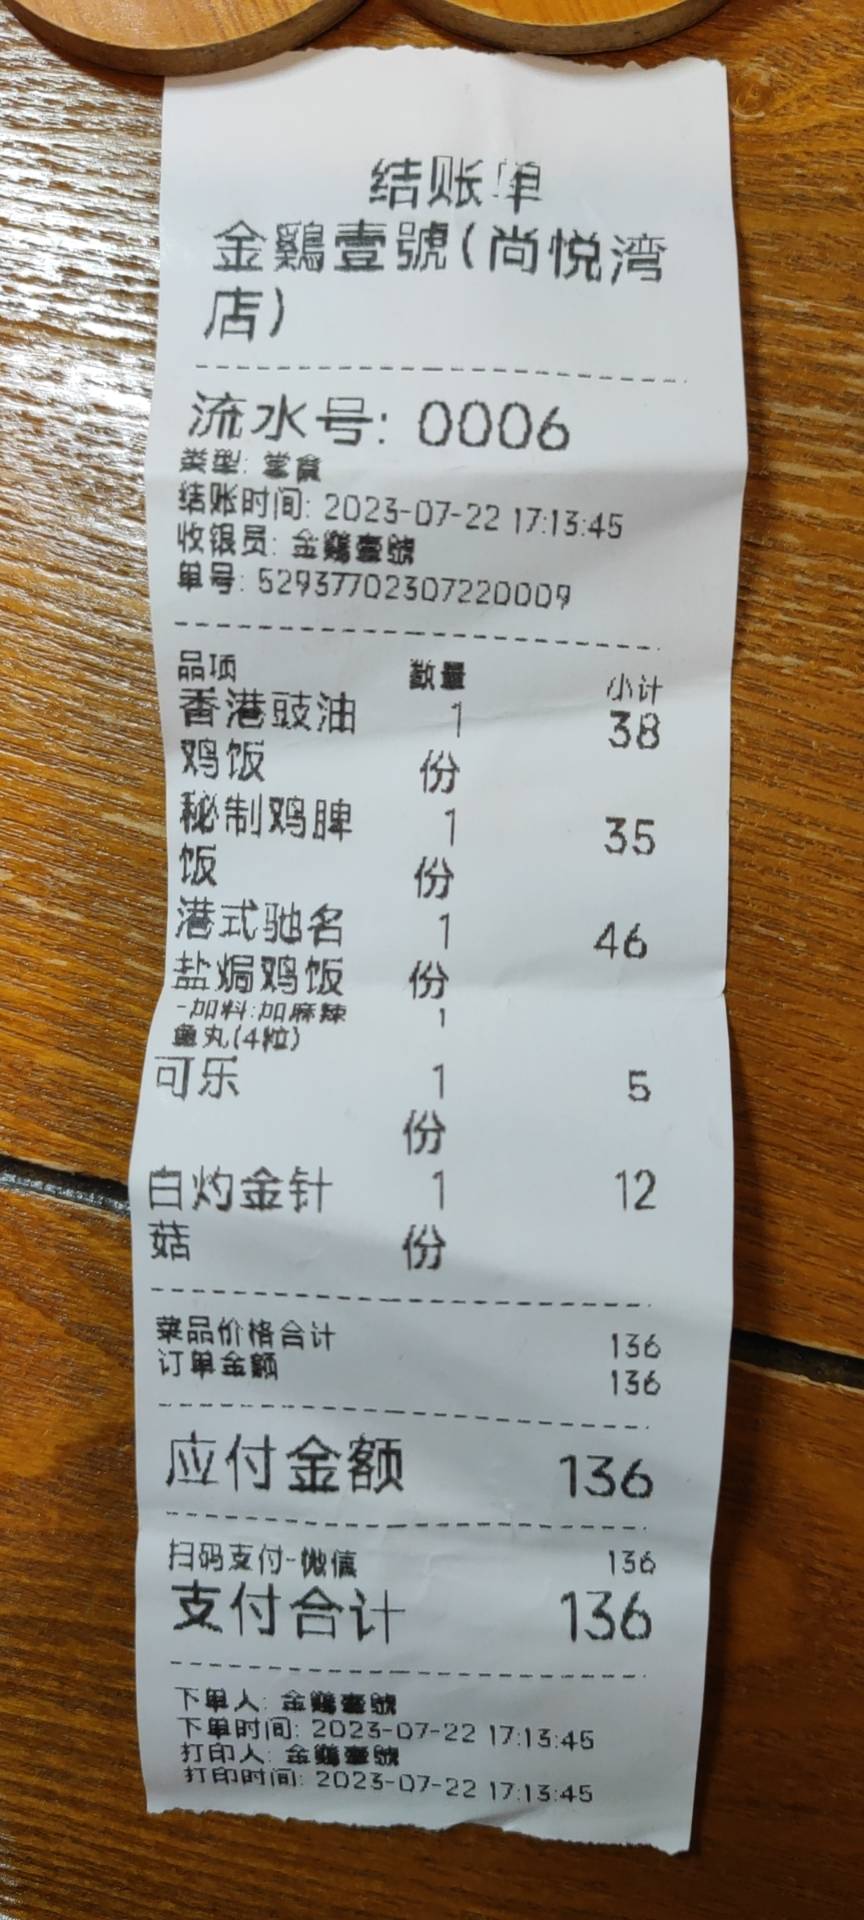 结账单
金鷄壹號(尚悦湾
店)
流水号: 0006
类型: 堂食
结账时间: 2023-07-22 17:13:45
收银员: 金鷄壹號
单号: 52937702307220009
品项 数量 小计
香港豉油 1 38
鸡饭 份
秘制鸡脾 1 35
饭 份
港式驰名 1 46
盐焗鸡饭 份
-加料:加麻辣 1
鱼丸(4粒)
可乐 1 5
份
白灼金针 1 12
菇 份
菜品价格合计 136
订单金额 136
应付金额 136
扫码支付-微信 136
支付合计 136
下单人: 金鷄壹號
下单时间: 2023-07-22 17:13:45
打印人: 金鷄壹號
打印时间: 2023-07-22 17:13:45